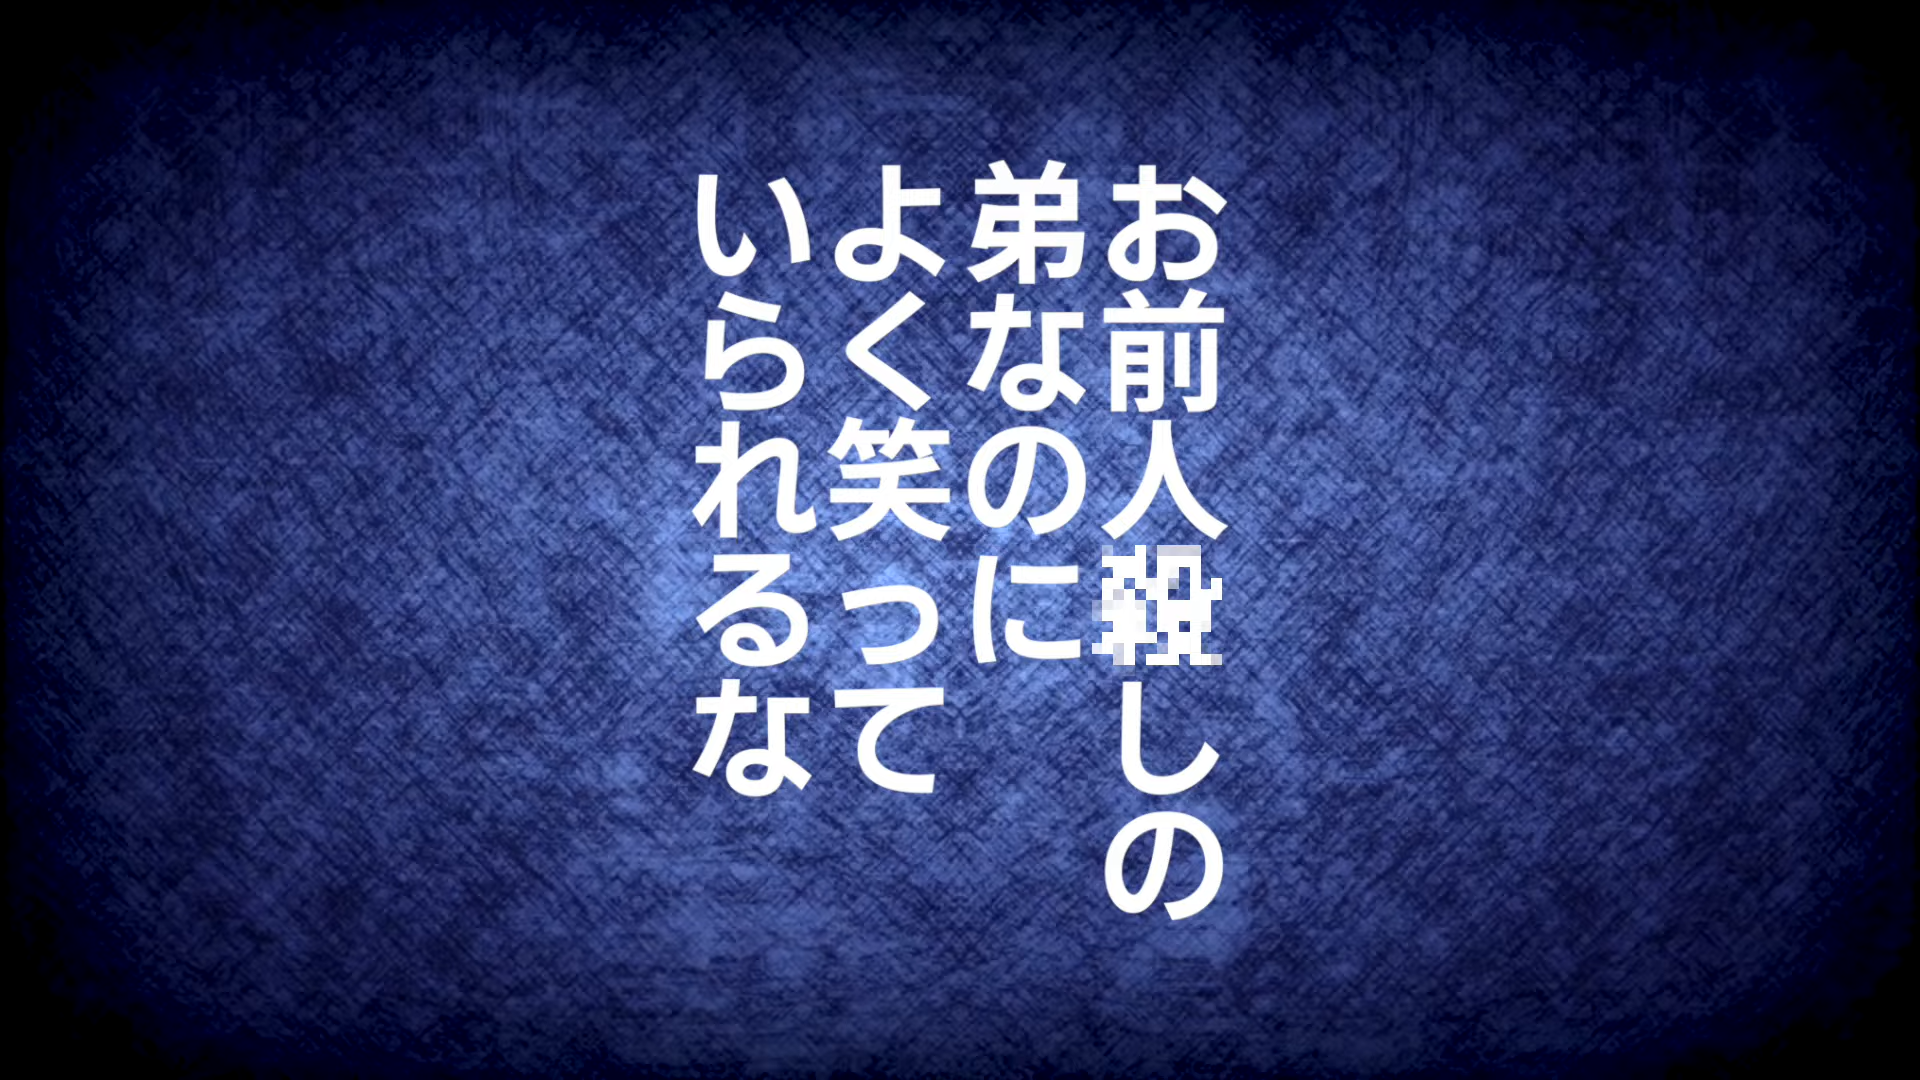 お前人殺しの
弟なのに
よく笑って
いられるな